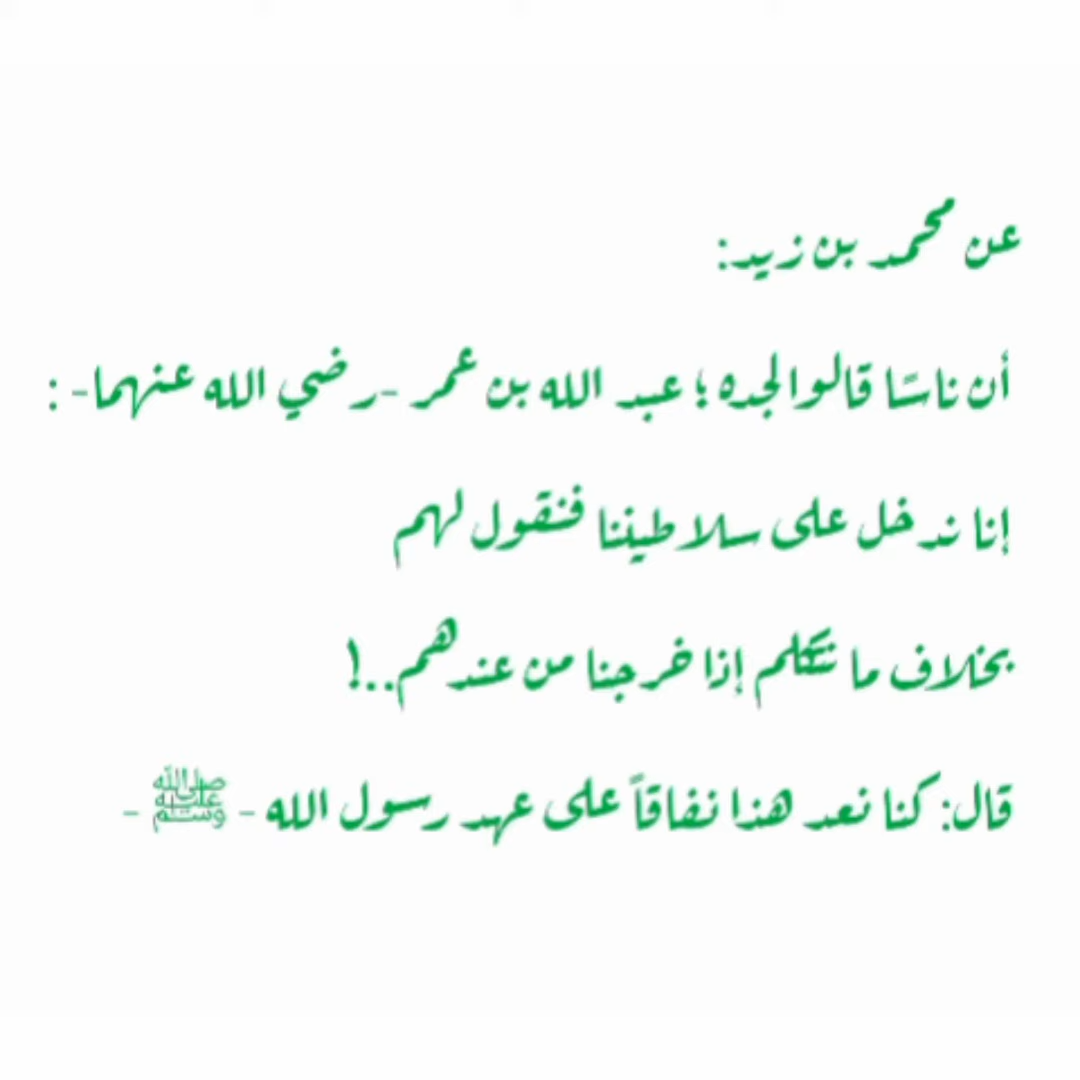 عن محمد بن زيد:
أن ناسًا قالوا لجده؛ عبد الله بن عمر -رضي الله عنهما- :
إنا ندخل على سلاطيننا فنقول لهم
بخلاف ما نتكلم إذا خرجنا من عندهم..!
قال: كنا نعد هذا نفاقاً على عهد رسول الله - ﷺ -